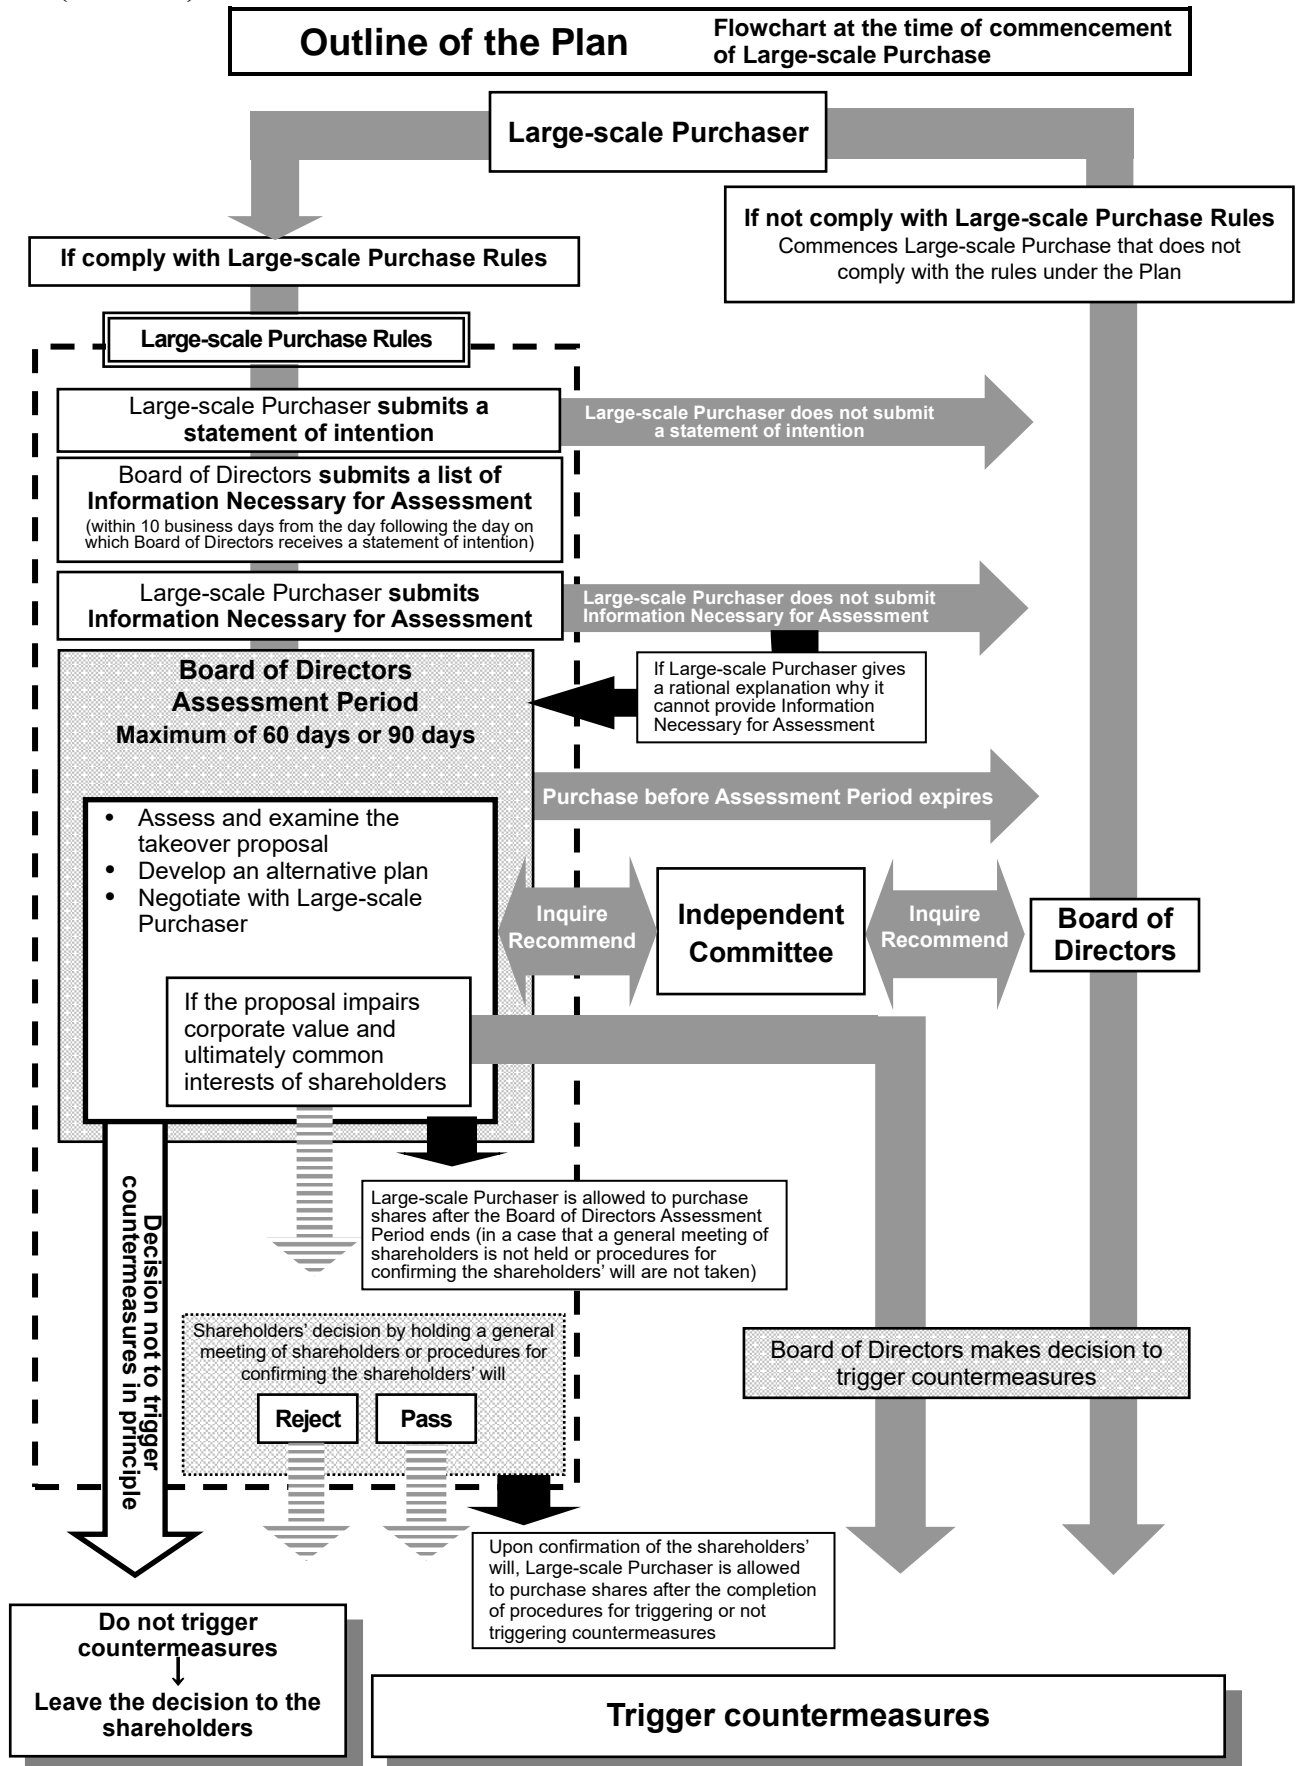 Outline of the Plan
Flowchart at the time of commencement
of Large-scale Purchase
Large-scale Purchaser
If not comply with Large-scale Purchase Rules
Commences Large-scale Purchase that does not
comply with the rules under the Plan
If comply with Large-scale Purchase Rules
Large-scale Purchase Rules
Large-scale Purchaser submits a
statement of intention
Large-scale Purchaser does not submit
a statement of intention
Board of Directors submits a list of
Information Necessary for Assessment
(within 10 business days from the day following the day on
which Board of Directors receives a statement of intention)
Large-scale Purchaser submits
Information Necessary for Assessment
Large-scale Purchaser does not submit
Information Necessary for Assessment
Board of Directors
Assessment Period
Maximum of 60 days or 90 days
If Large-scale Purchaser gives
a rational explanation why it
cannot provide Information
Necessary for Assessment
Purchase before Assessment Period expires
• Assess and examine the
takeover proposal
• Develop an alternative plan
• Negotiate with Large-scale
Purchaser
Inquire
Recommend
Independent
Committee
Inquire
Recommend
Board of
Directors
If the proposal impairs
corporate value and
ultimately common
interests of shareholders
Decision not to trigger
countermeasures in principle
Large-scale Purchaser is allowed to purchase
shares after the Board of Directors Assessment
Period ends (in a case that a general meeting of
shareholders is not held or procedures for
confirming the shareholders' will are not taken)
Shareholders' decision by holding a general
meeting of shareholders or procedures for
confirming the shareholders' will
Reject
Pass
Board of Directors makes decision to
trigger countermeasures
Upon confirmation of the shareholders'
will, Large-scale Purchaser is allowed
to purchase shares after the completion
of procedures for triggering or not
triggering countermeasures
Do not trigger
countermeasures
↓
Leave the decision to the
shareholders
Trigger countermeasures